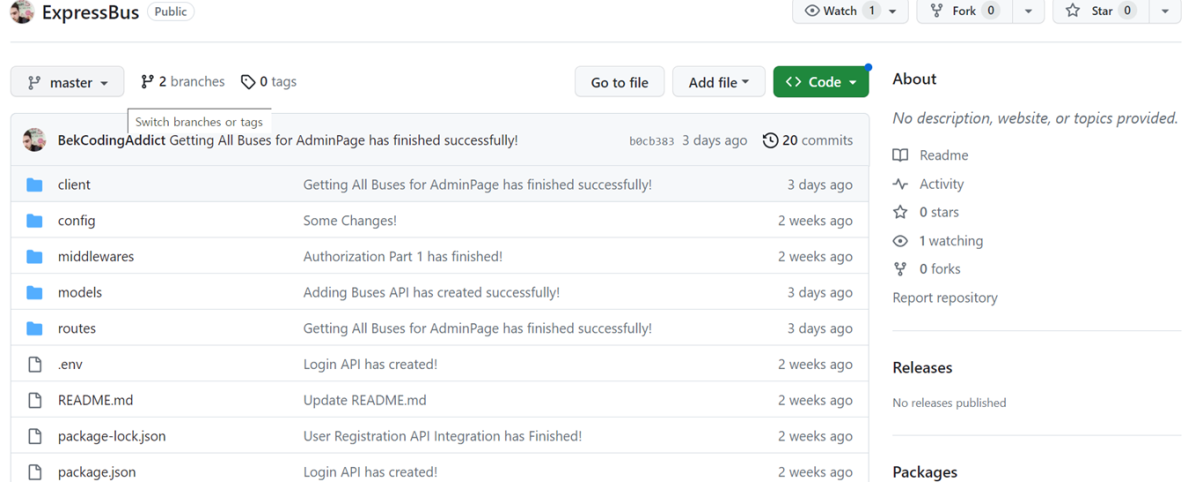 ExpressBus Public Watch 1 Fork 0 Star 0
master 2 branches 0 tags Go to file Add file Code
Switch branches or tags
BekCodingAddict Getting All Buses for AdminPage has finished successfully! b0cb383 3 days ago 20 commits
client Getting All Buses for AdminPage has finished successfully! 3 days ago
config Some Changes! 2 weeks ago
middlewares Authorization Part 1 has finished! 2 weeks ago
models Adding Buses API has created successfully! 3 days ago
routes Getting All Buses for AdminPage has finished successfully! 3 days ago
.env Login API has created! 2 weeks ago
README.md Update README.md 2 weeks ago
package-lock.json User Registration API Integration has Finished! 2 weeks ago
package.json Login API has created! 2 weeks ago
About
No description, website, or topics provided.
Readme
Activity
0 stars
1 watching
0 forks
Report repository
Releases
No releases published
Packages